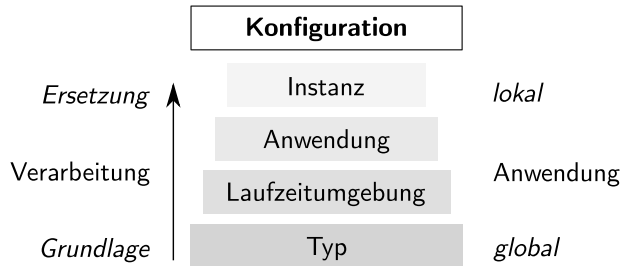 Konfiguration
Ersetzung
Instanz
lokal
Anwendung
Verarbeitung
Laufzeitumgebung
Anwendung
Grundlage
Typ
global